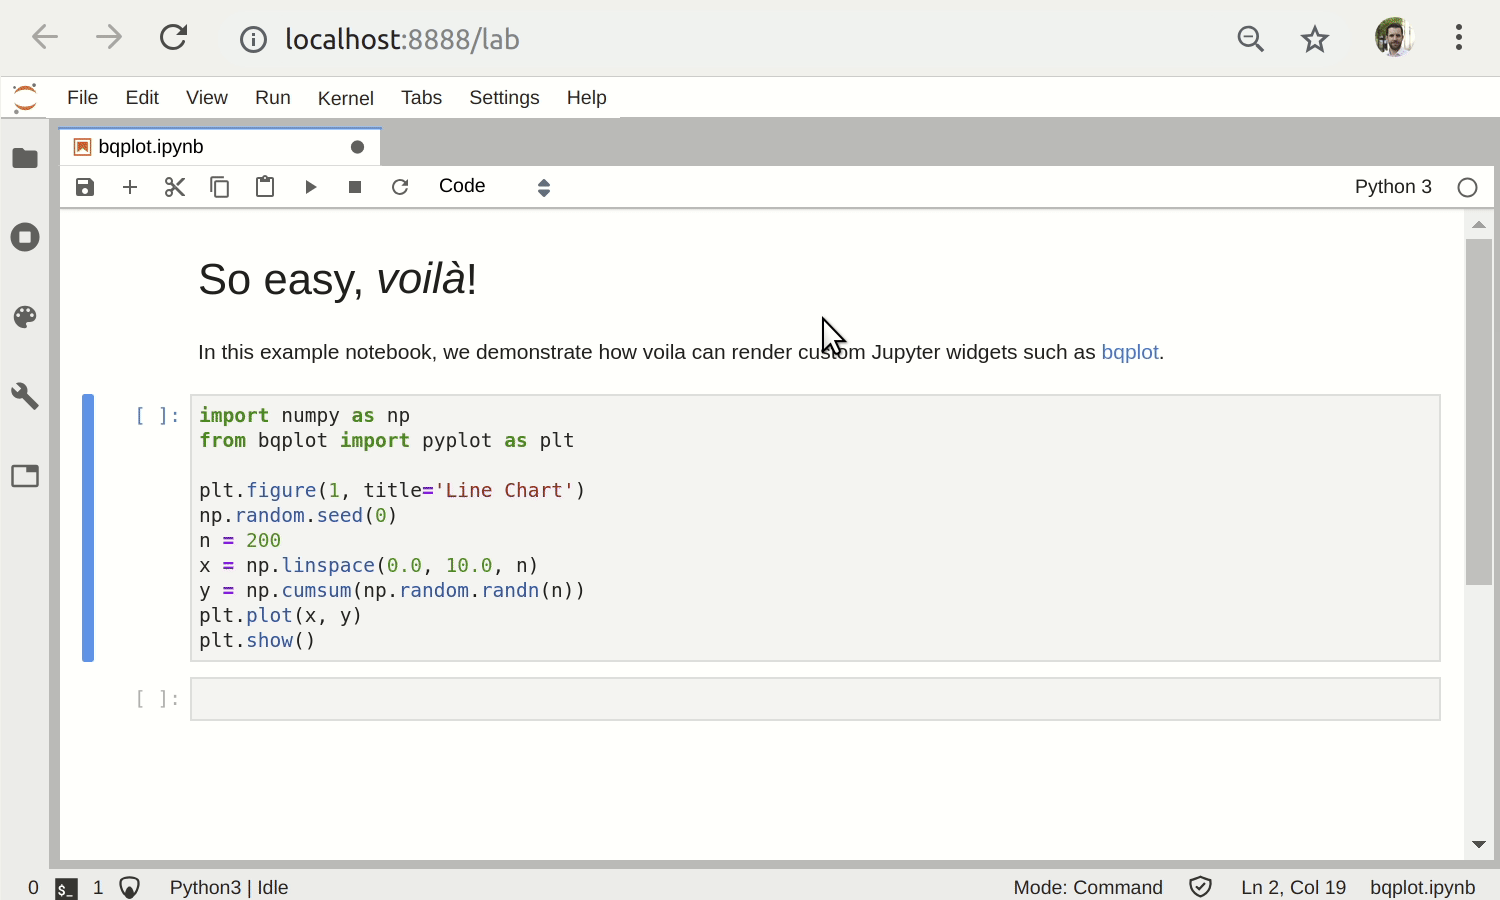 localhost:8888/lab
File Edit View Run Kernel Tabs Settings Help
bqplot.ipynb
Code Python 3
So easy, voilà!
In this example notebook, we demonstrate how voila can render custom Jupyter widgets such as bqplot.
[ ]: import numpy as np
from bqplot import pyplot as plt
plt.figure(1, title='Line Chart')
np.random.seed(0)
n = 200
x = np.linspace(0.0, 10.0, n)
y = np.cumsum(np.random.randn(n))
plt.plot(x, y)
plt.show()
[ ]:
0 $_ 1 Python3 | Idle Mode: Command Ln 2, Col 19 bqplot.ipynb